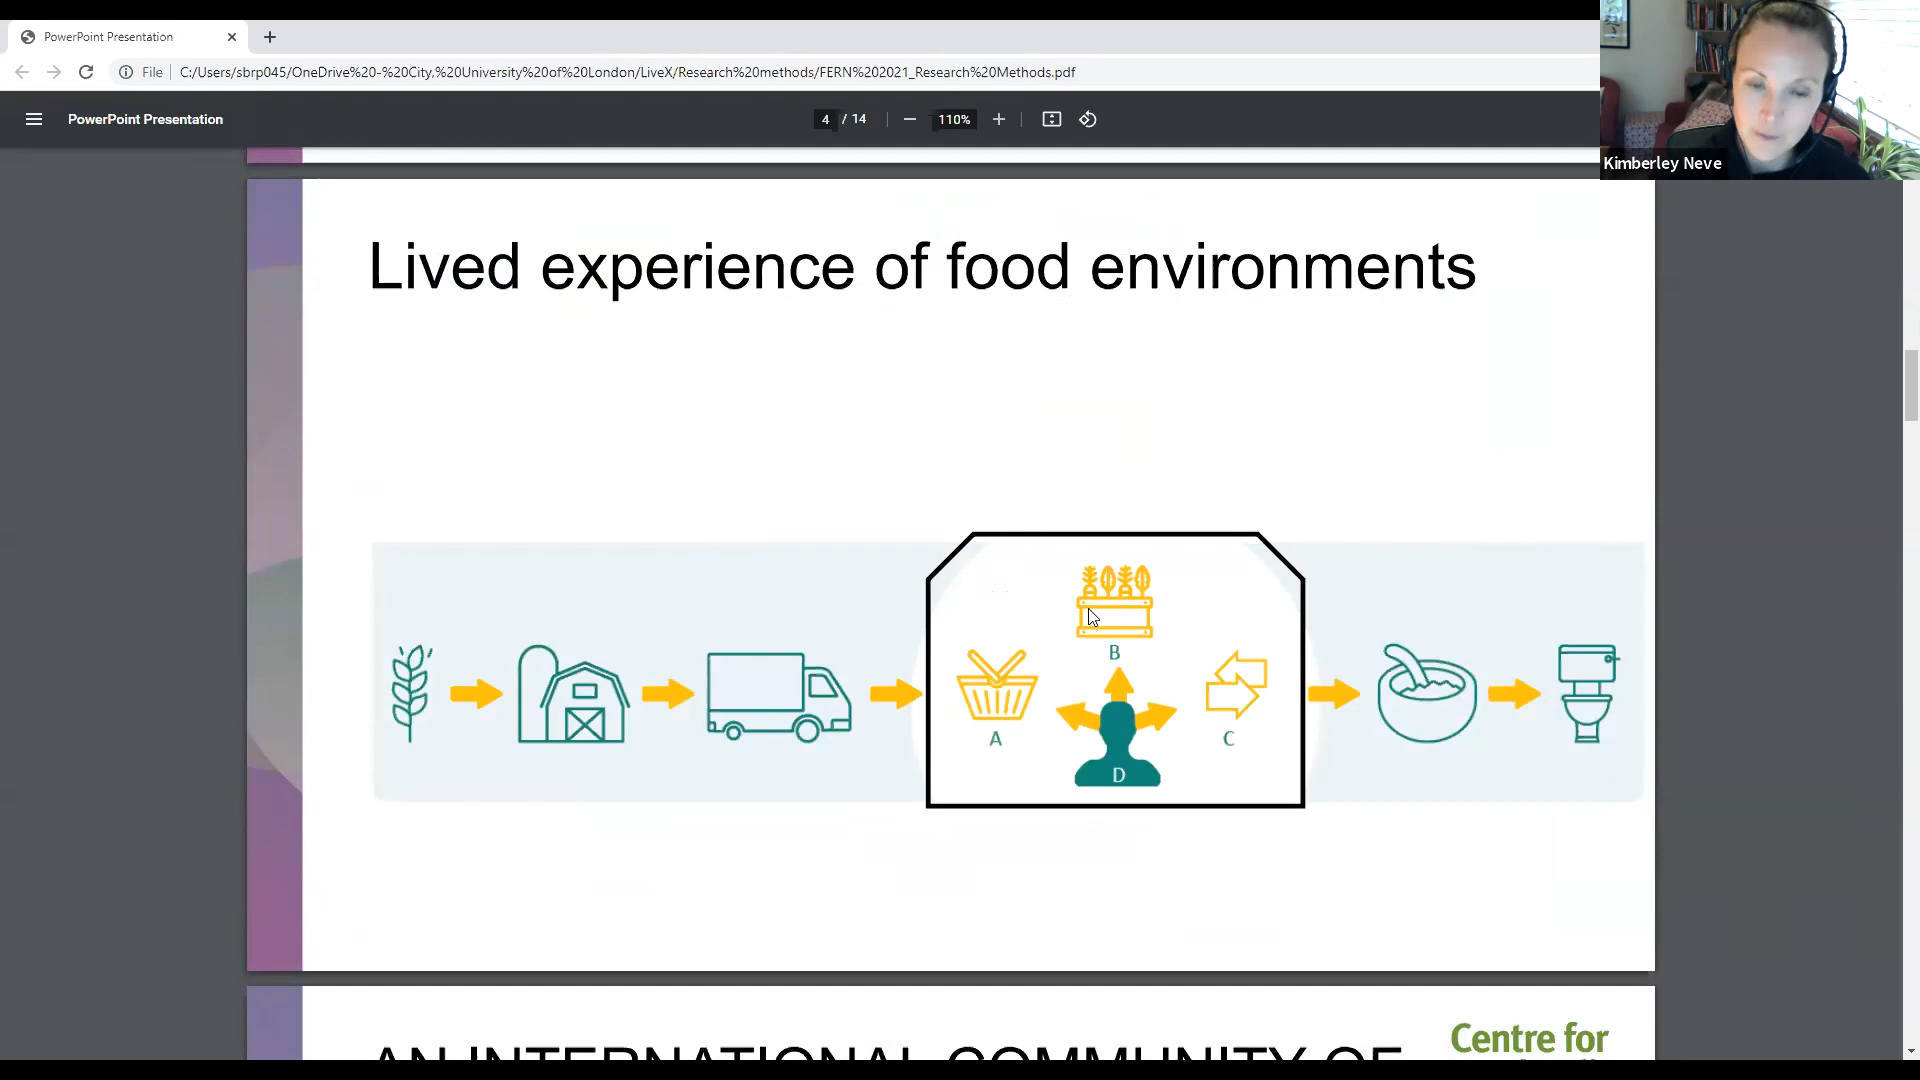 PowerPoint Presentation
File C:/Users/sbrp045/OneDrive%20-%20City,%20University%20of%20London/LiveX/Research%20methods/FERN%202021_Research%20Methods.pdf
PowerPoint Presentation
4 / 14
110%
Kimberley Neve
Lived experience of food environments
B
A
C
D
AN INTERNATIONAL COMMUNITY OF
Centre for